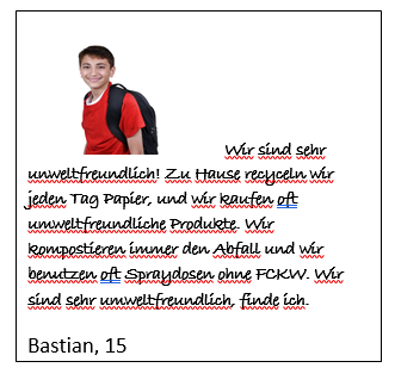 Wir sind sehr
unweltfreundlich! Zu Hause recyceln wir
jeden Tag Papier, und wir kaufen oft
umweltfreundliche Produkte. Wir
kompostieren immer den Abfall und wir
benutzen oft Spraydosen ohne FCKW. Wir
sind sehr umweltfreundlich, finde ich.
Bastian, 15